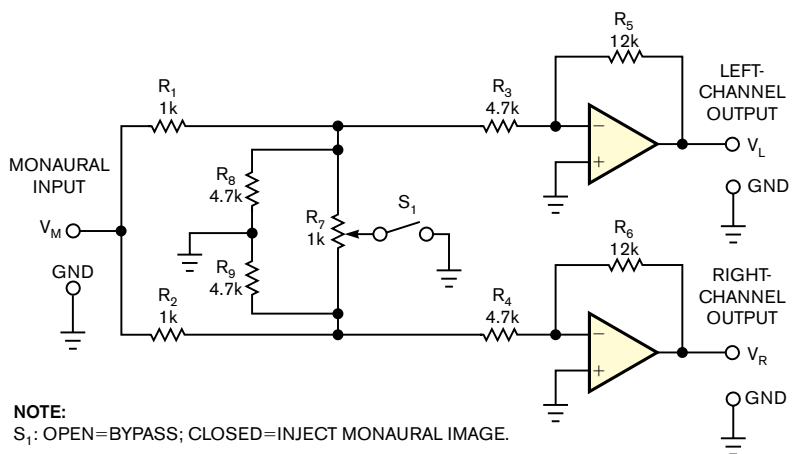 R5
12k
LEFT-
CHANNEL
OUTPUT
R1
1k
R3
4.7k
−
+
VL
GND
MONAURAL
INPUT
VM
GND
R8
4.7k
R7
1k
S1
R9
4.7k
R6
12k
RIGHT-
CHANNEL
OUTPUT
R2
1k
R4
4.7k
−
+
VR
GND
NOTE:
S1: OPEN=BYPASS; CLOSED=INJECT MONAURAL IMAGE.